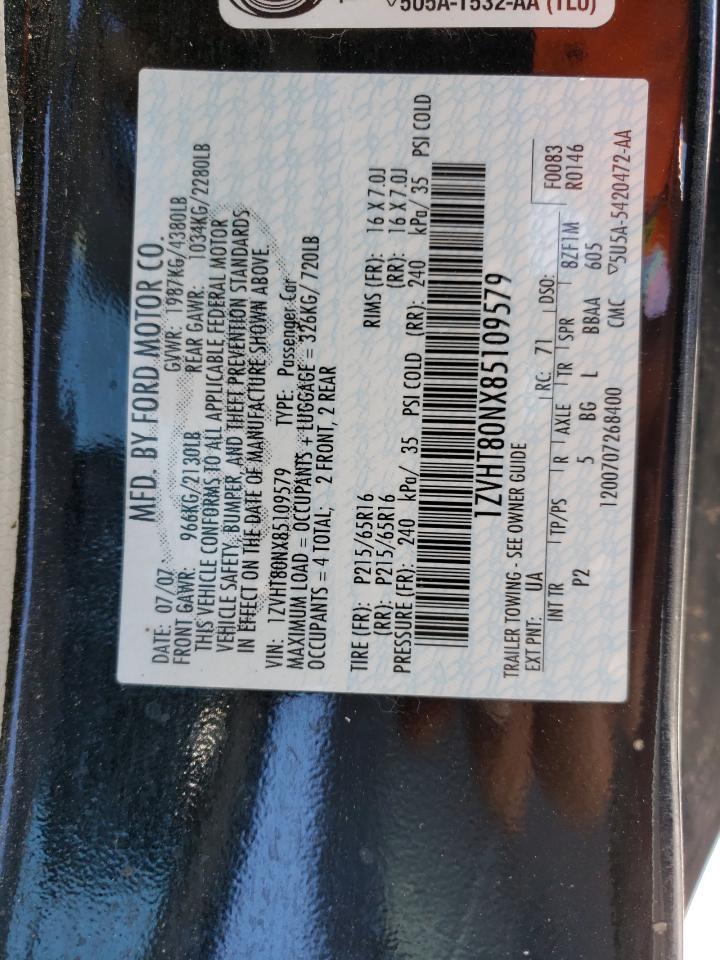 ▽5U5A-1532-AA (TL0)
MFD. BY FORD MOTOR CO.
DATE: 07/07 GVWR: 1987KG/4380LB
FRONT GAWR: 966KG/2130LB REAR GAWR: 1034KG/2280LB
THIS VEHICLE CONFORMS TO ALL APPLICABLE FEDERAL MOTOR
VEHICLE SAFETY, BUMPER, AND THEFT PREVENTION STANDARDS
IN EFFECT ON THE DATE OF MANUFACTURE SHOWN ABOVE.
VIN: 1ZVHT80NX85109579 TYPE: Passenger Car
MAXIMUM LOAD = OCCUPANTS + LUGGAGE = 326KG/ 720LB
OCCUPANTS = 4 TOTAL; 2 FRONT, 2 REAR
TIRE (FR): P215/65R16 RIMS (FR): 16 X 7.0J
(RR): P215/65R16 (RR): 16 X 7.0J
PRESSURE (FR): 240 kPa/ 35 PSI COLD (RR): 240 kPa/ 35 PSI COLD
1ZVHT80NX85109579
TRAILER TOWING - SEE OWNER GUIDE
EXT PNT: UA RC: 71 DSO: F0083
INT TR TP/PS R AXLE TR SPR 8ZF1M R0146
P2 5 BG L BBAA 605
1200707268400 CMC ▽5U5A-5420472-AA